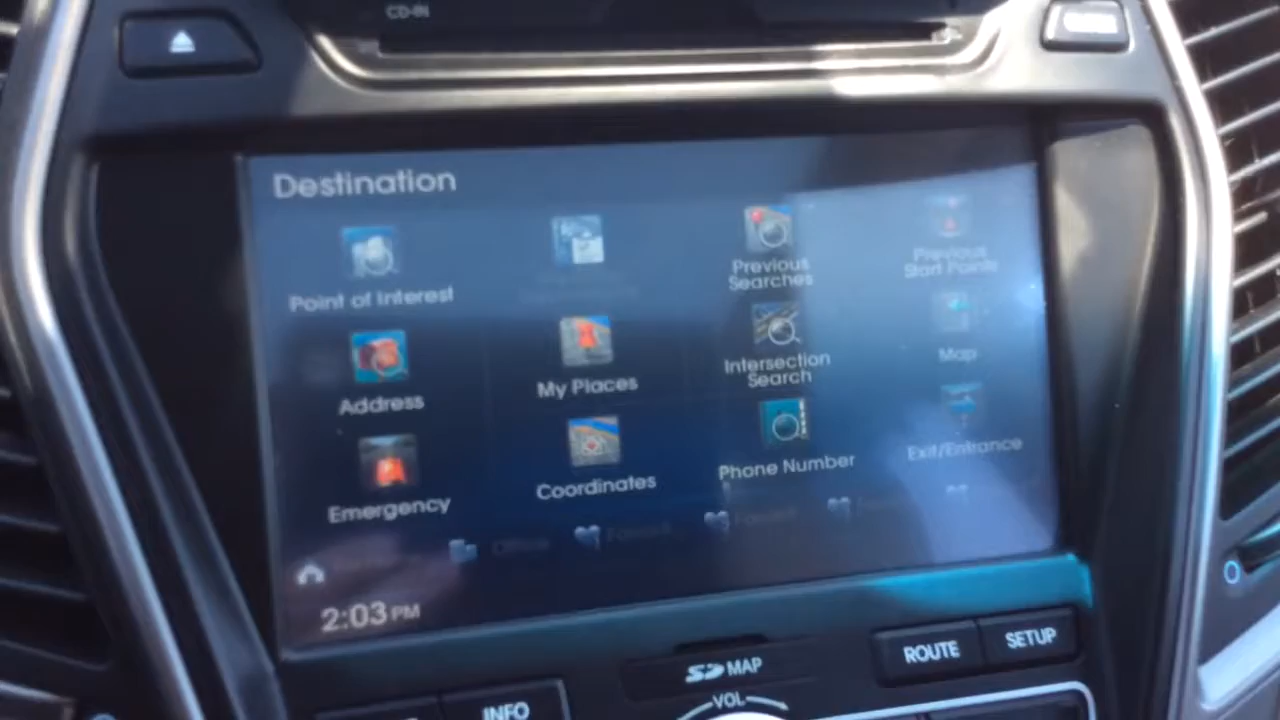 CD-IN
Destination
Point of Interest
Previous
Searches
Previous
Start Points
Address
My Places
Intersection
Search
Map
Emergency
Coordinates
Phone Number
Exit/Entrance
Office
2:03 PM
SD MAP
ROUTE
SETUP
INFO
VOL